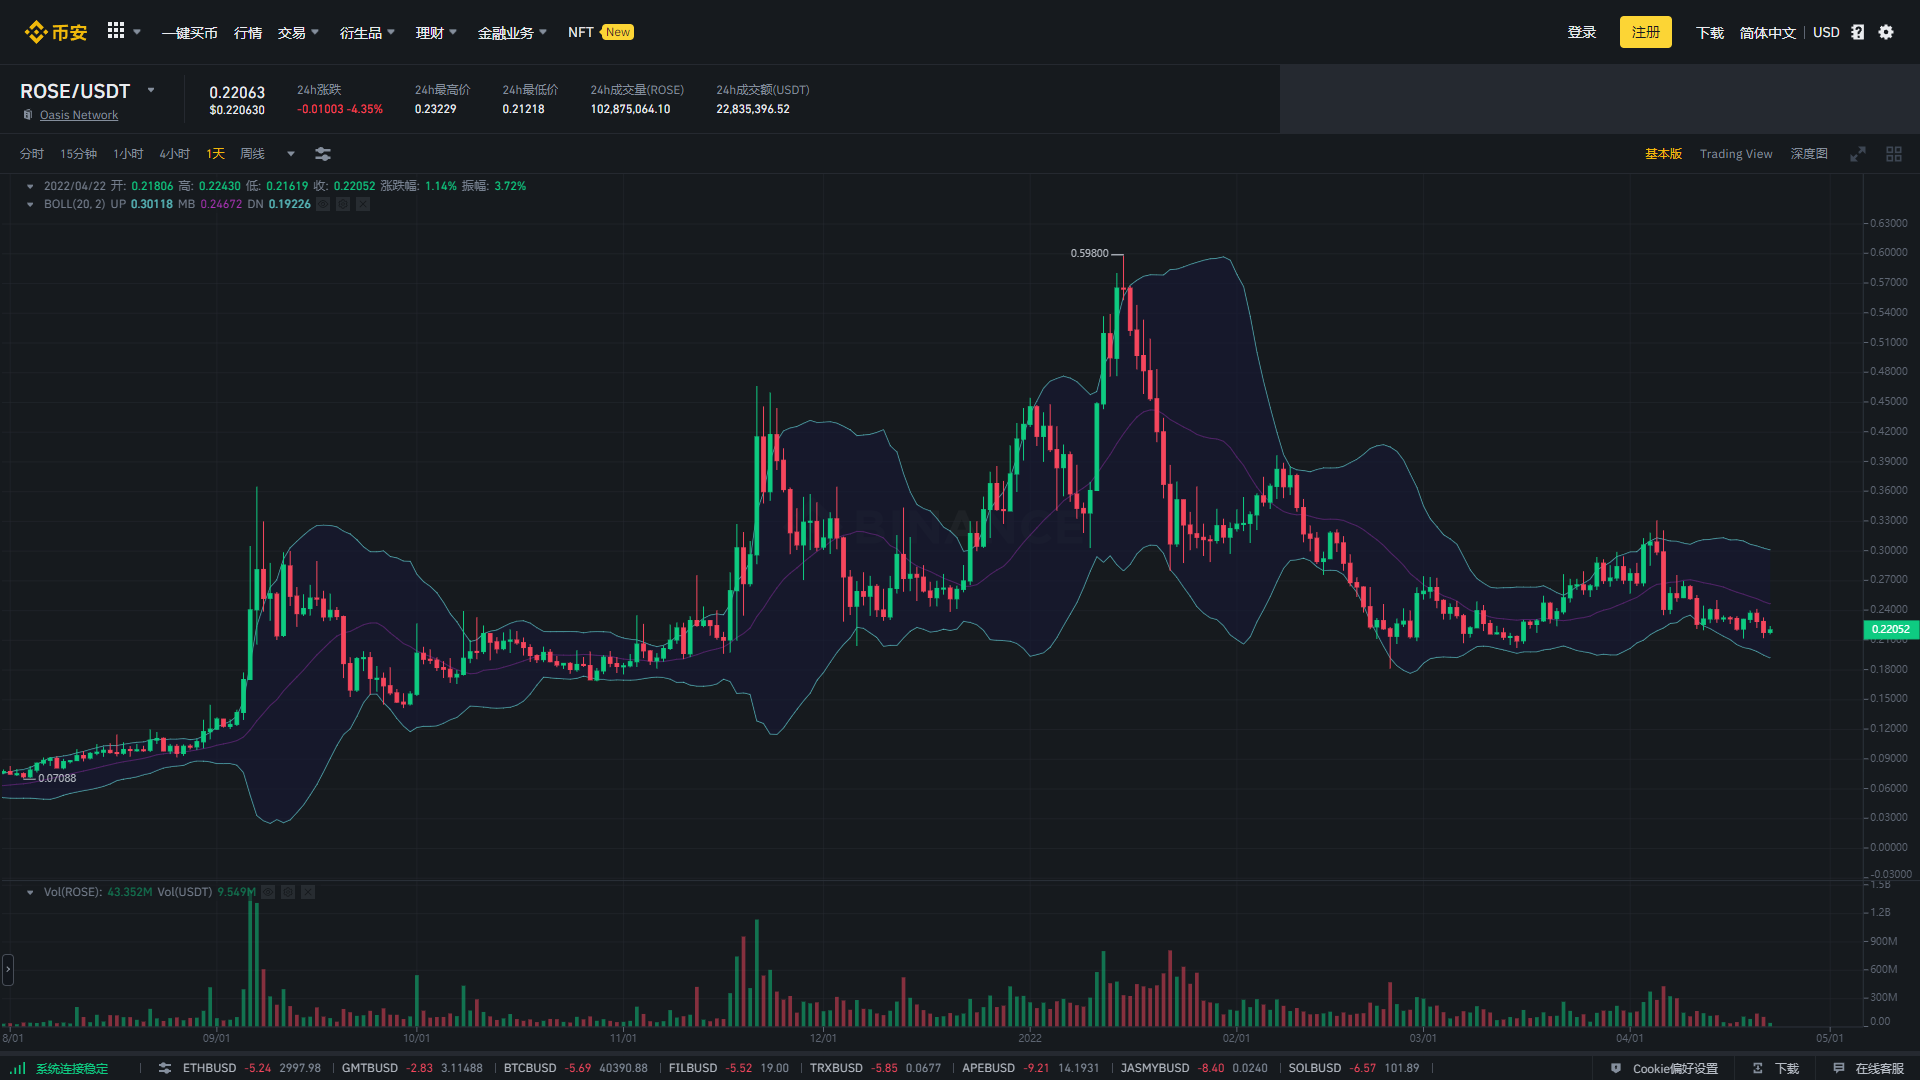 币安 一键买币 行情 交易 衍生品 理财 金融业务 NFT New 登录 注册 下载 简体中文 USD
ROSE/USDT 0.22063 24h涨跌 24h最高价 24h最低价 24h成交量(ROSE) 24h成交额(USDT)
Oasis Network $0.220630 -0.01003 -4.35% 0.23229 0.21218 102,875,064.10 22,835,396.52
分时 15分钟 1小时 4小时 1天 周线 基本版 Trading View 深度图
2022/04/22 开: 0.21806 高: 0.22430 低: 0.21619 收: 0.22052 涨跌幅: 1.14% 振幅: 3.72%
BOLL(20, 2) UP 0.30118 MB 0.24672 DN 0.19226
0.63000
0.59800 0.60000
0.57000
0.54000
0.51000
0.48000
0.45000
0.42000
0.39000
0.36000
BINANCE
0.33000
0.30000
0.27000
0.24000
0.22052
0.21000
0.18000
0.15000
0.12000
0.09000
0.07088
0.06000
0.03000
0.00000
-0.03000
Vol(ROSE): 43.352M Vol(USDT) 9.549M 1.5B
1.2B
900M
600M
300M
0.00
8/01 09/01 10/01 11/01 12/01 2022 02/01 03/01 04/01 05/01
系统连接稳定 ETHBUSD -5.24 2997.98 GMTBUSD -2.83 3.11488 BTCBUSD -5.69 40390.88 FILBUSD -5.52 19.00 TRXBUSD -5.85 0.0677 APEBUSD -9.21 14.1931 JASMYBUSD -8.40 0.0240 SOLBUSD -6.57 101.89 Cookie偏好设置 下载 在线客服